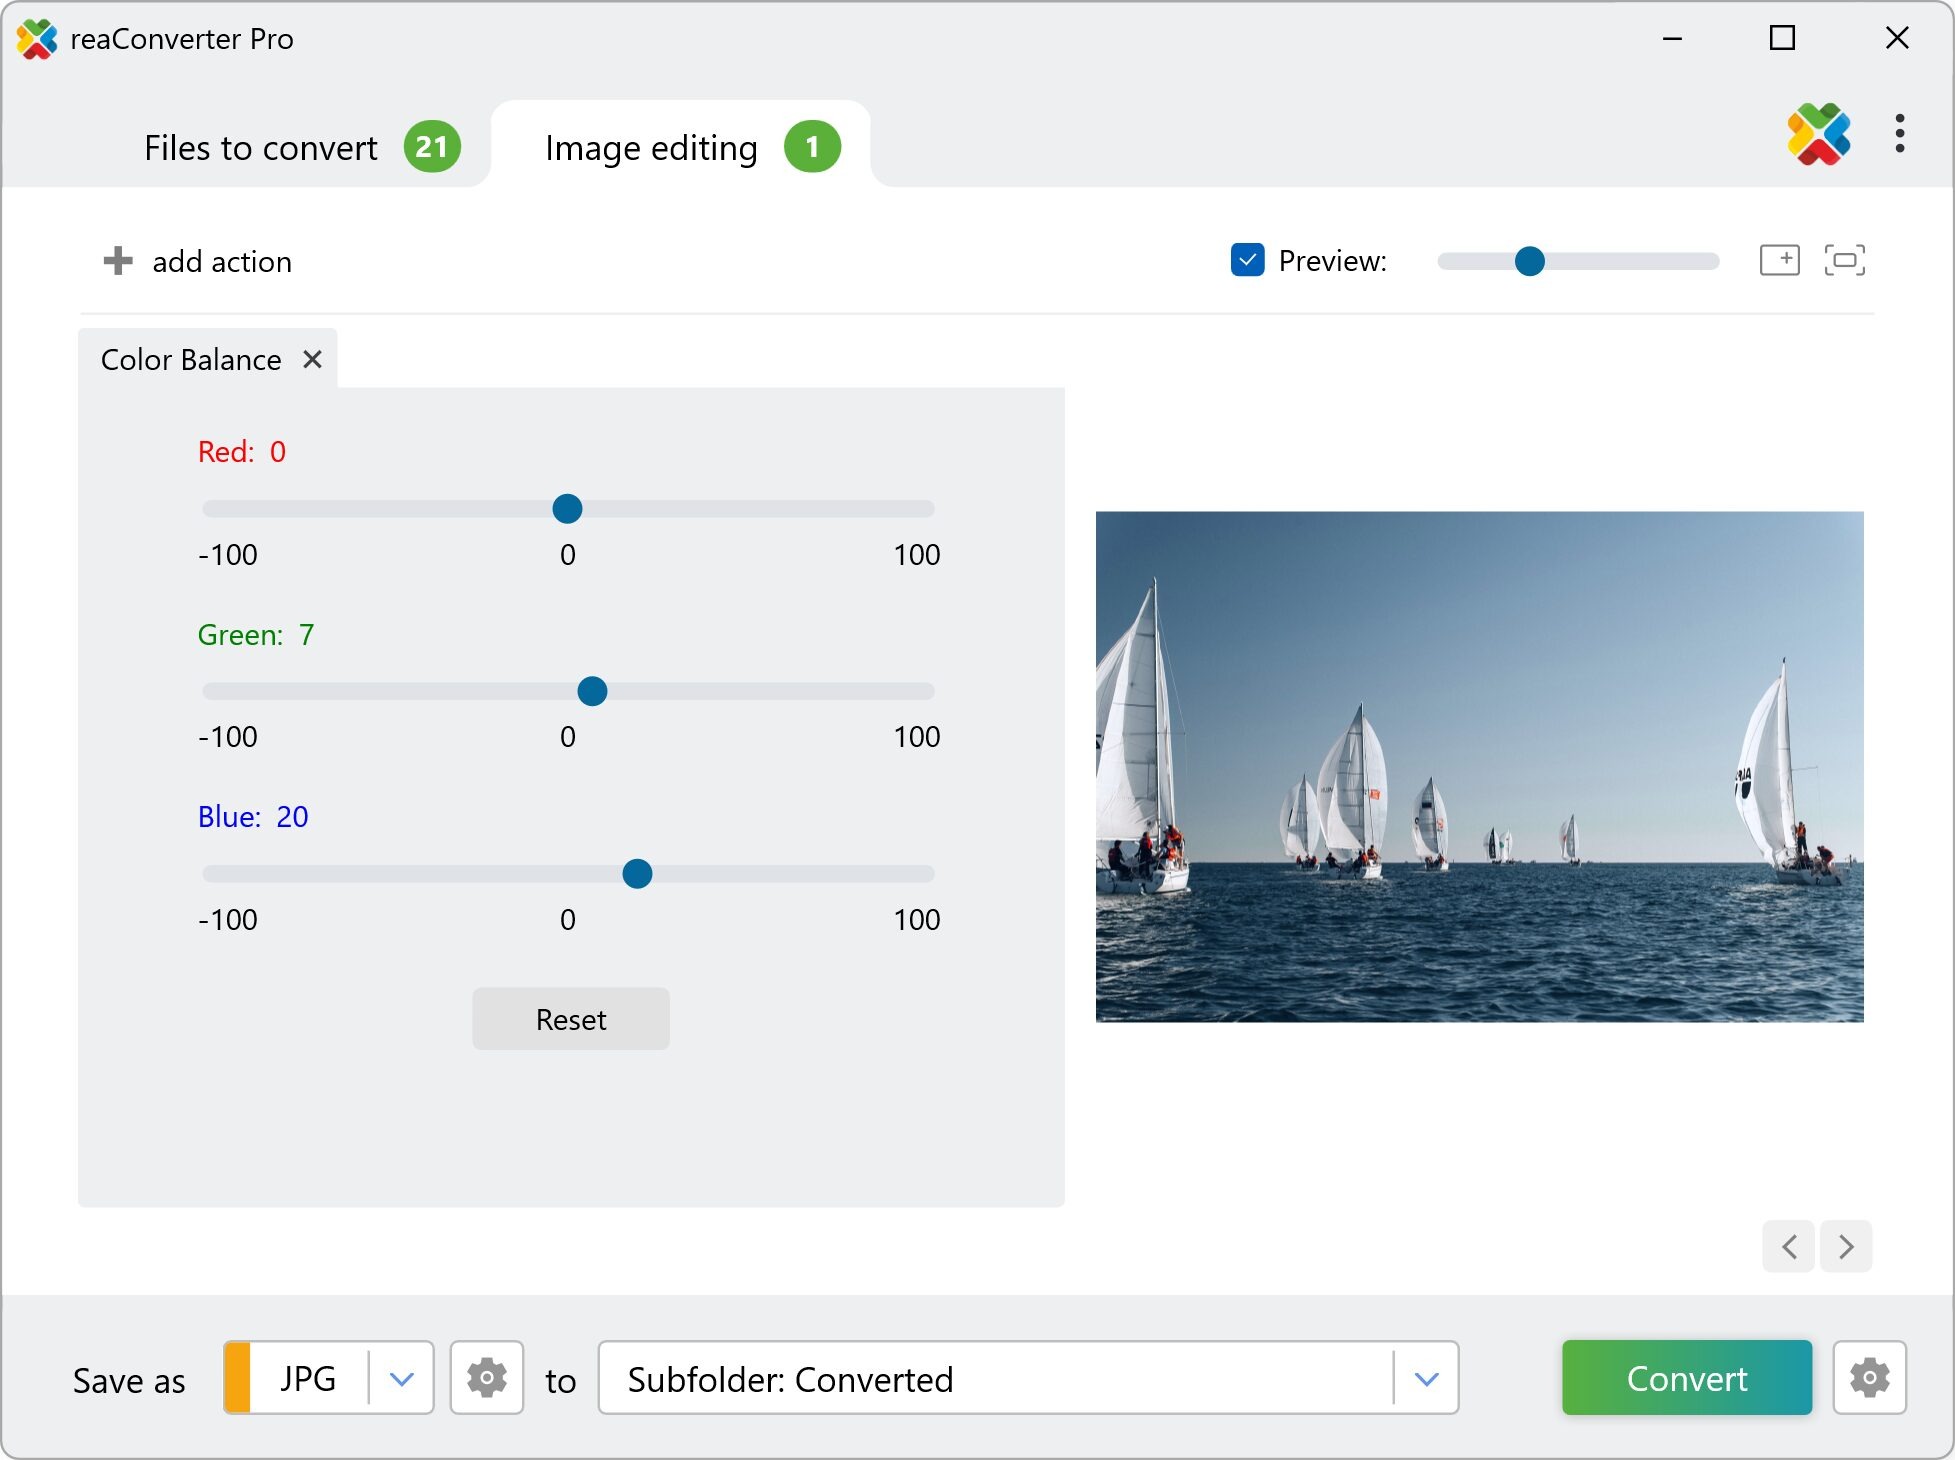 reaConverter Pro
Files to convert 21 Image editing 1
add action Preview:
Color Balance
Red: 0
-100 0 100
Green: 7
-100 0 100
Blue: 20
-100 0 100
Reset
Save as JPG to Subfolder: Converted Convert